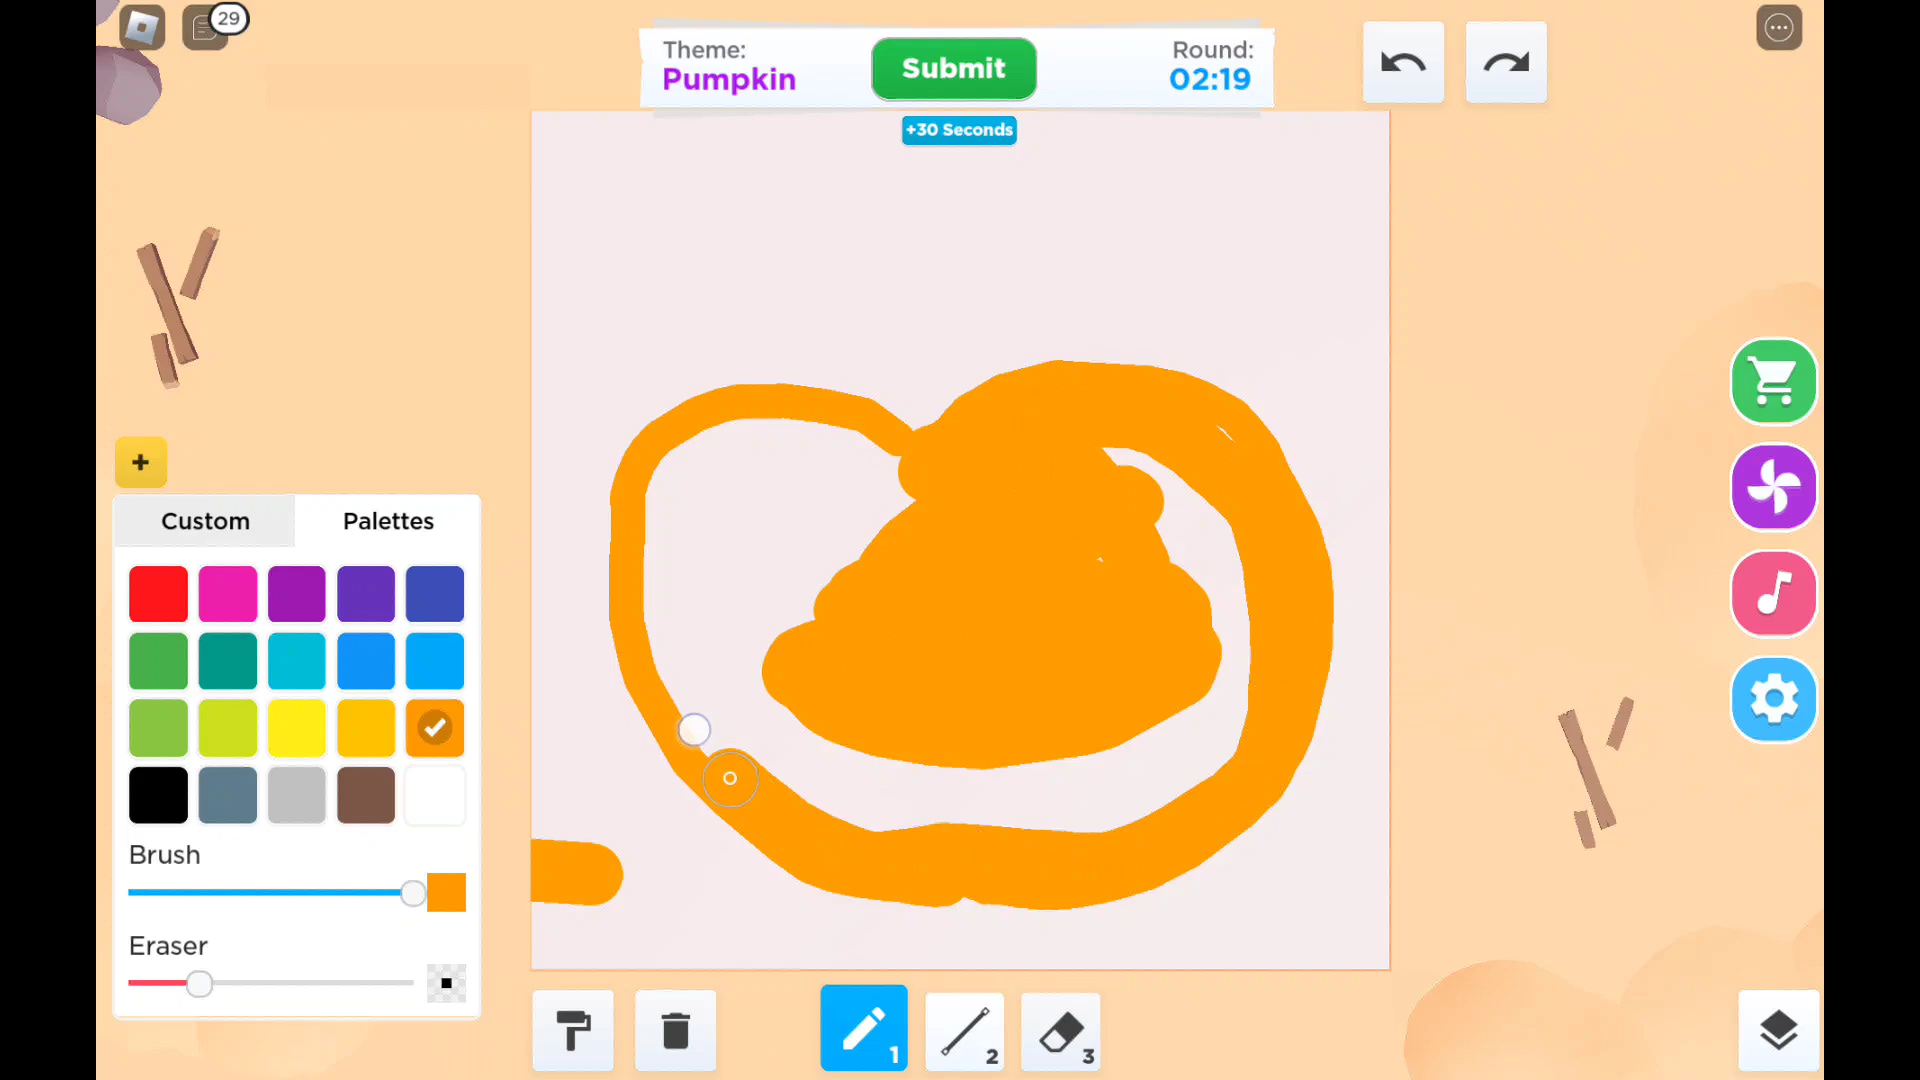 29
Theme:
Pumpkin
Submit
Round:
02:19
+30 Seconds
+
Custom
Palettes
Brush
Eraser
1
2
3